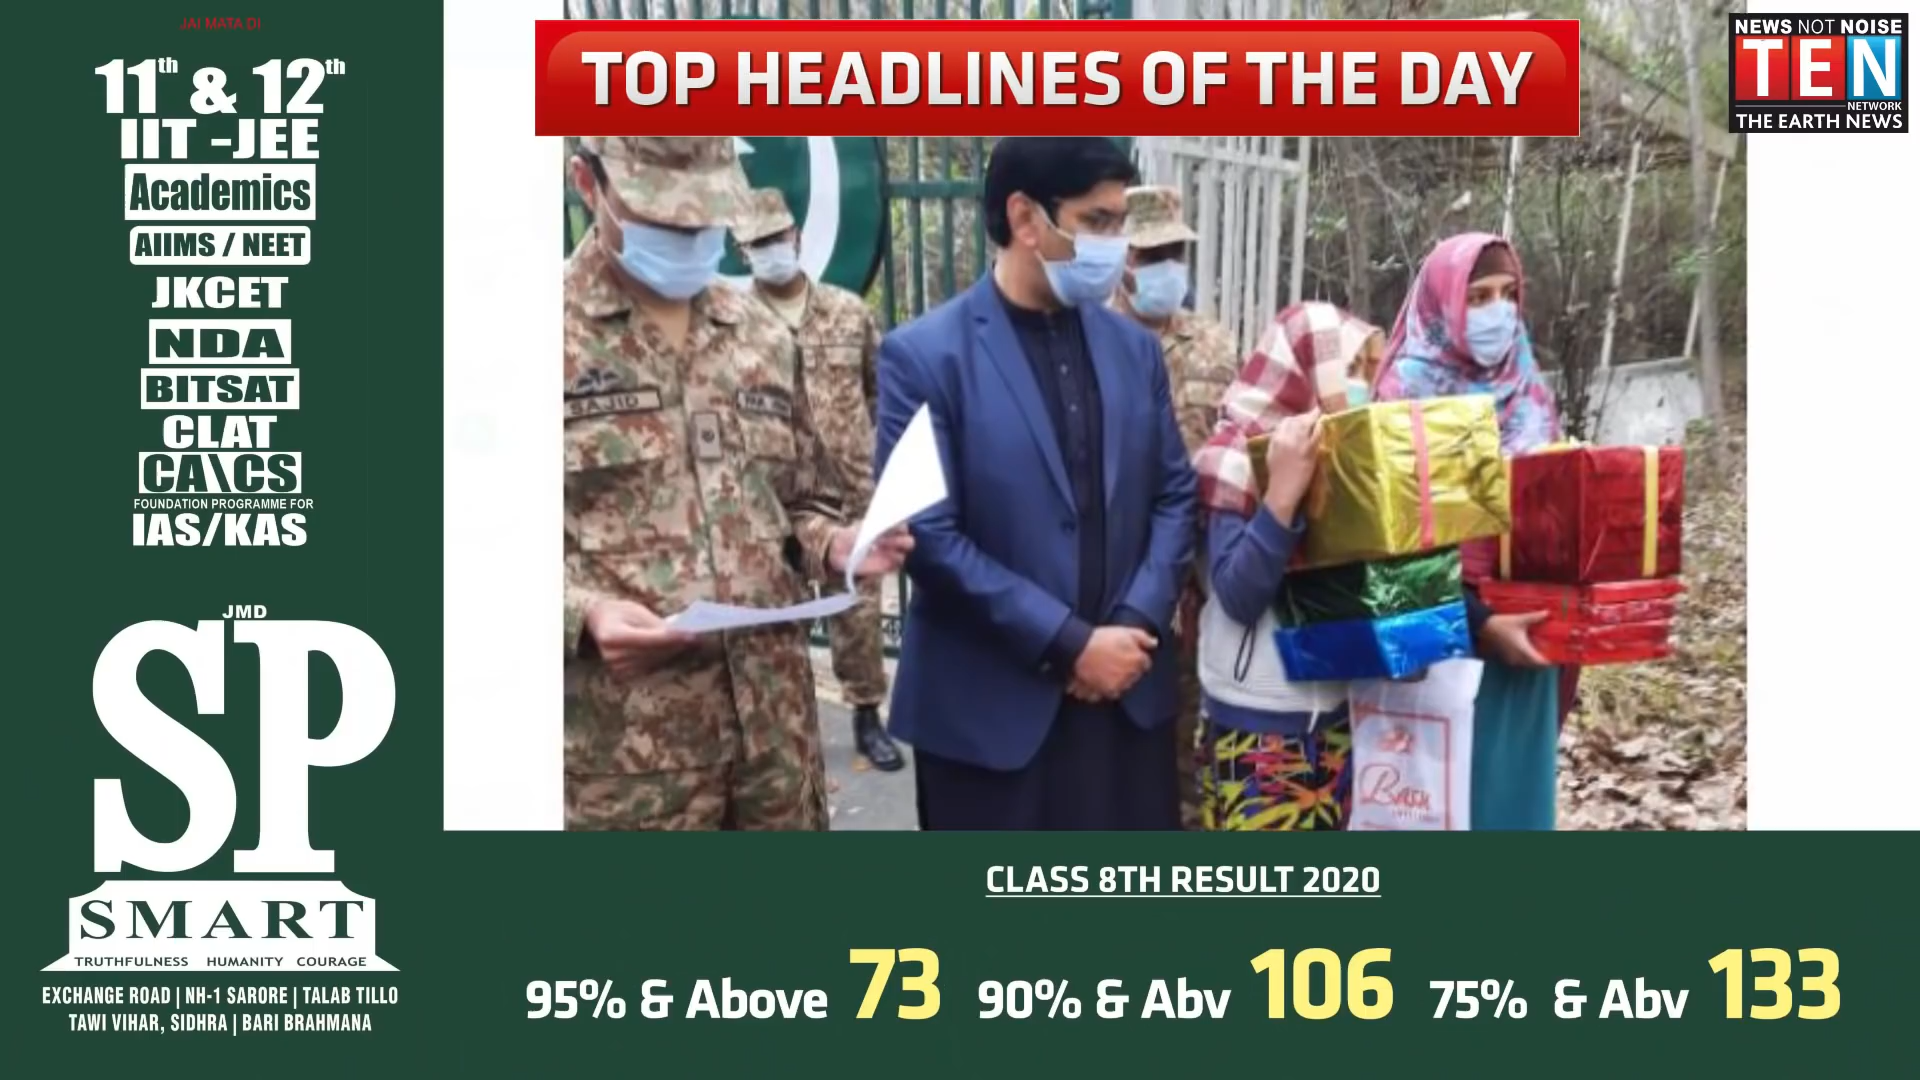 JAI MATA DI
11th & 12th
IIT -JEE
Academics
AIIMS / NEET
JKCET
NDA
BITSAT
CLAT
CA\CS
FOUNDATION PROGRAMME FOR
IAS/KAS
JMD
SP
SMART
TRUTHFULNESS HUMANITY COURAGE
EXCHANGE ROAD | NH-1 SARORE | TALAB TILLO
TAWI VIHAR, SIDHRA | BARI BRAHMANA
TOP HEADLINES OF THE DAY
NEWS NOT NOISE
TEN
NETWORK
THE EARTH NEWS
SAJID
CLASS 8TH RESULT 2020
95% & Above 73 90% & Abv 106 75% & Abv 133